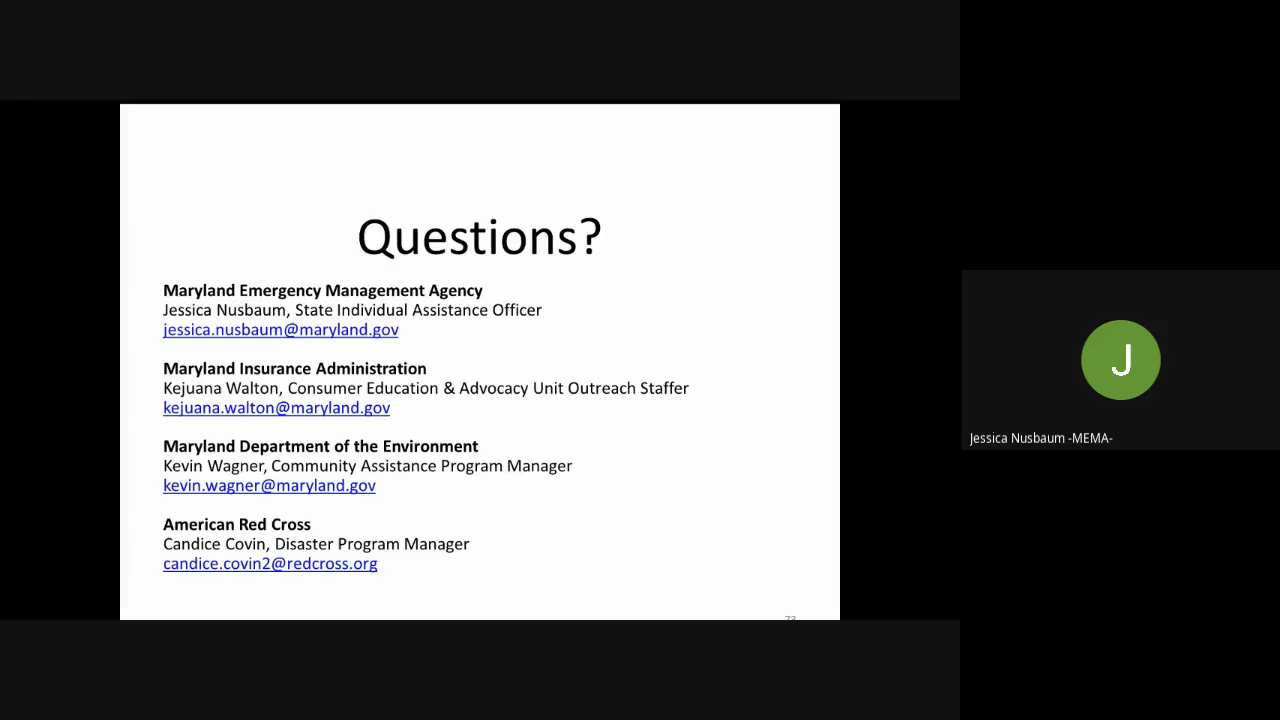 Questions?
Maryland Emergency Management Agency
Jessica Nusbaum, State Individual Assistance Officer
jessica.nusbaum@maryland.gov
Maryland Insurance Administration
Kejuana Walton, Consumer Education & Advocacy Unit Outreach Staffer
kejuana.walton@maryland.gov
Maryland Department of the Environment
Kevin Wagner, Community Assistance Program Manager
kevin.wagner@maryland.gov
American Red Cross
Candice Covin, Disaster Program Manager
candice.covin2@redcross.org
J
Jessica Nusbaum -MEMA-